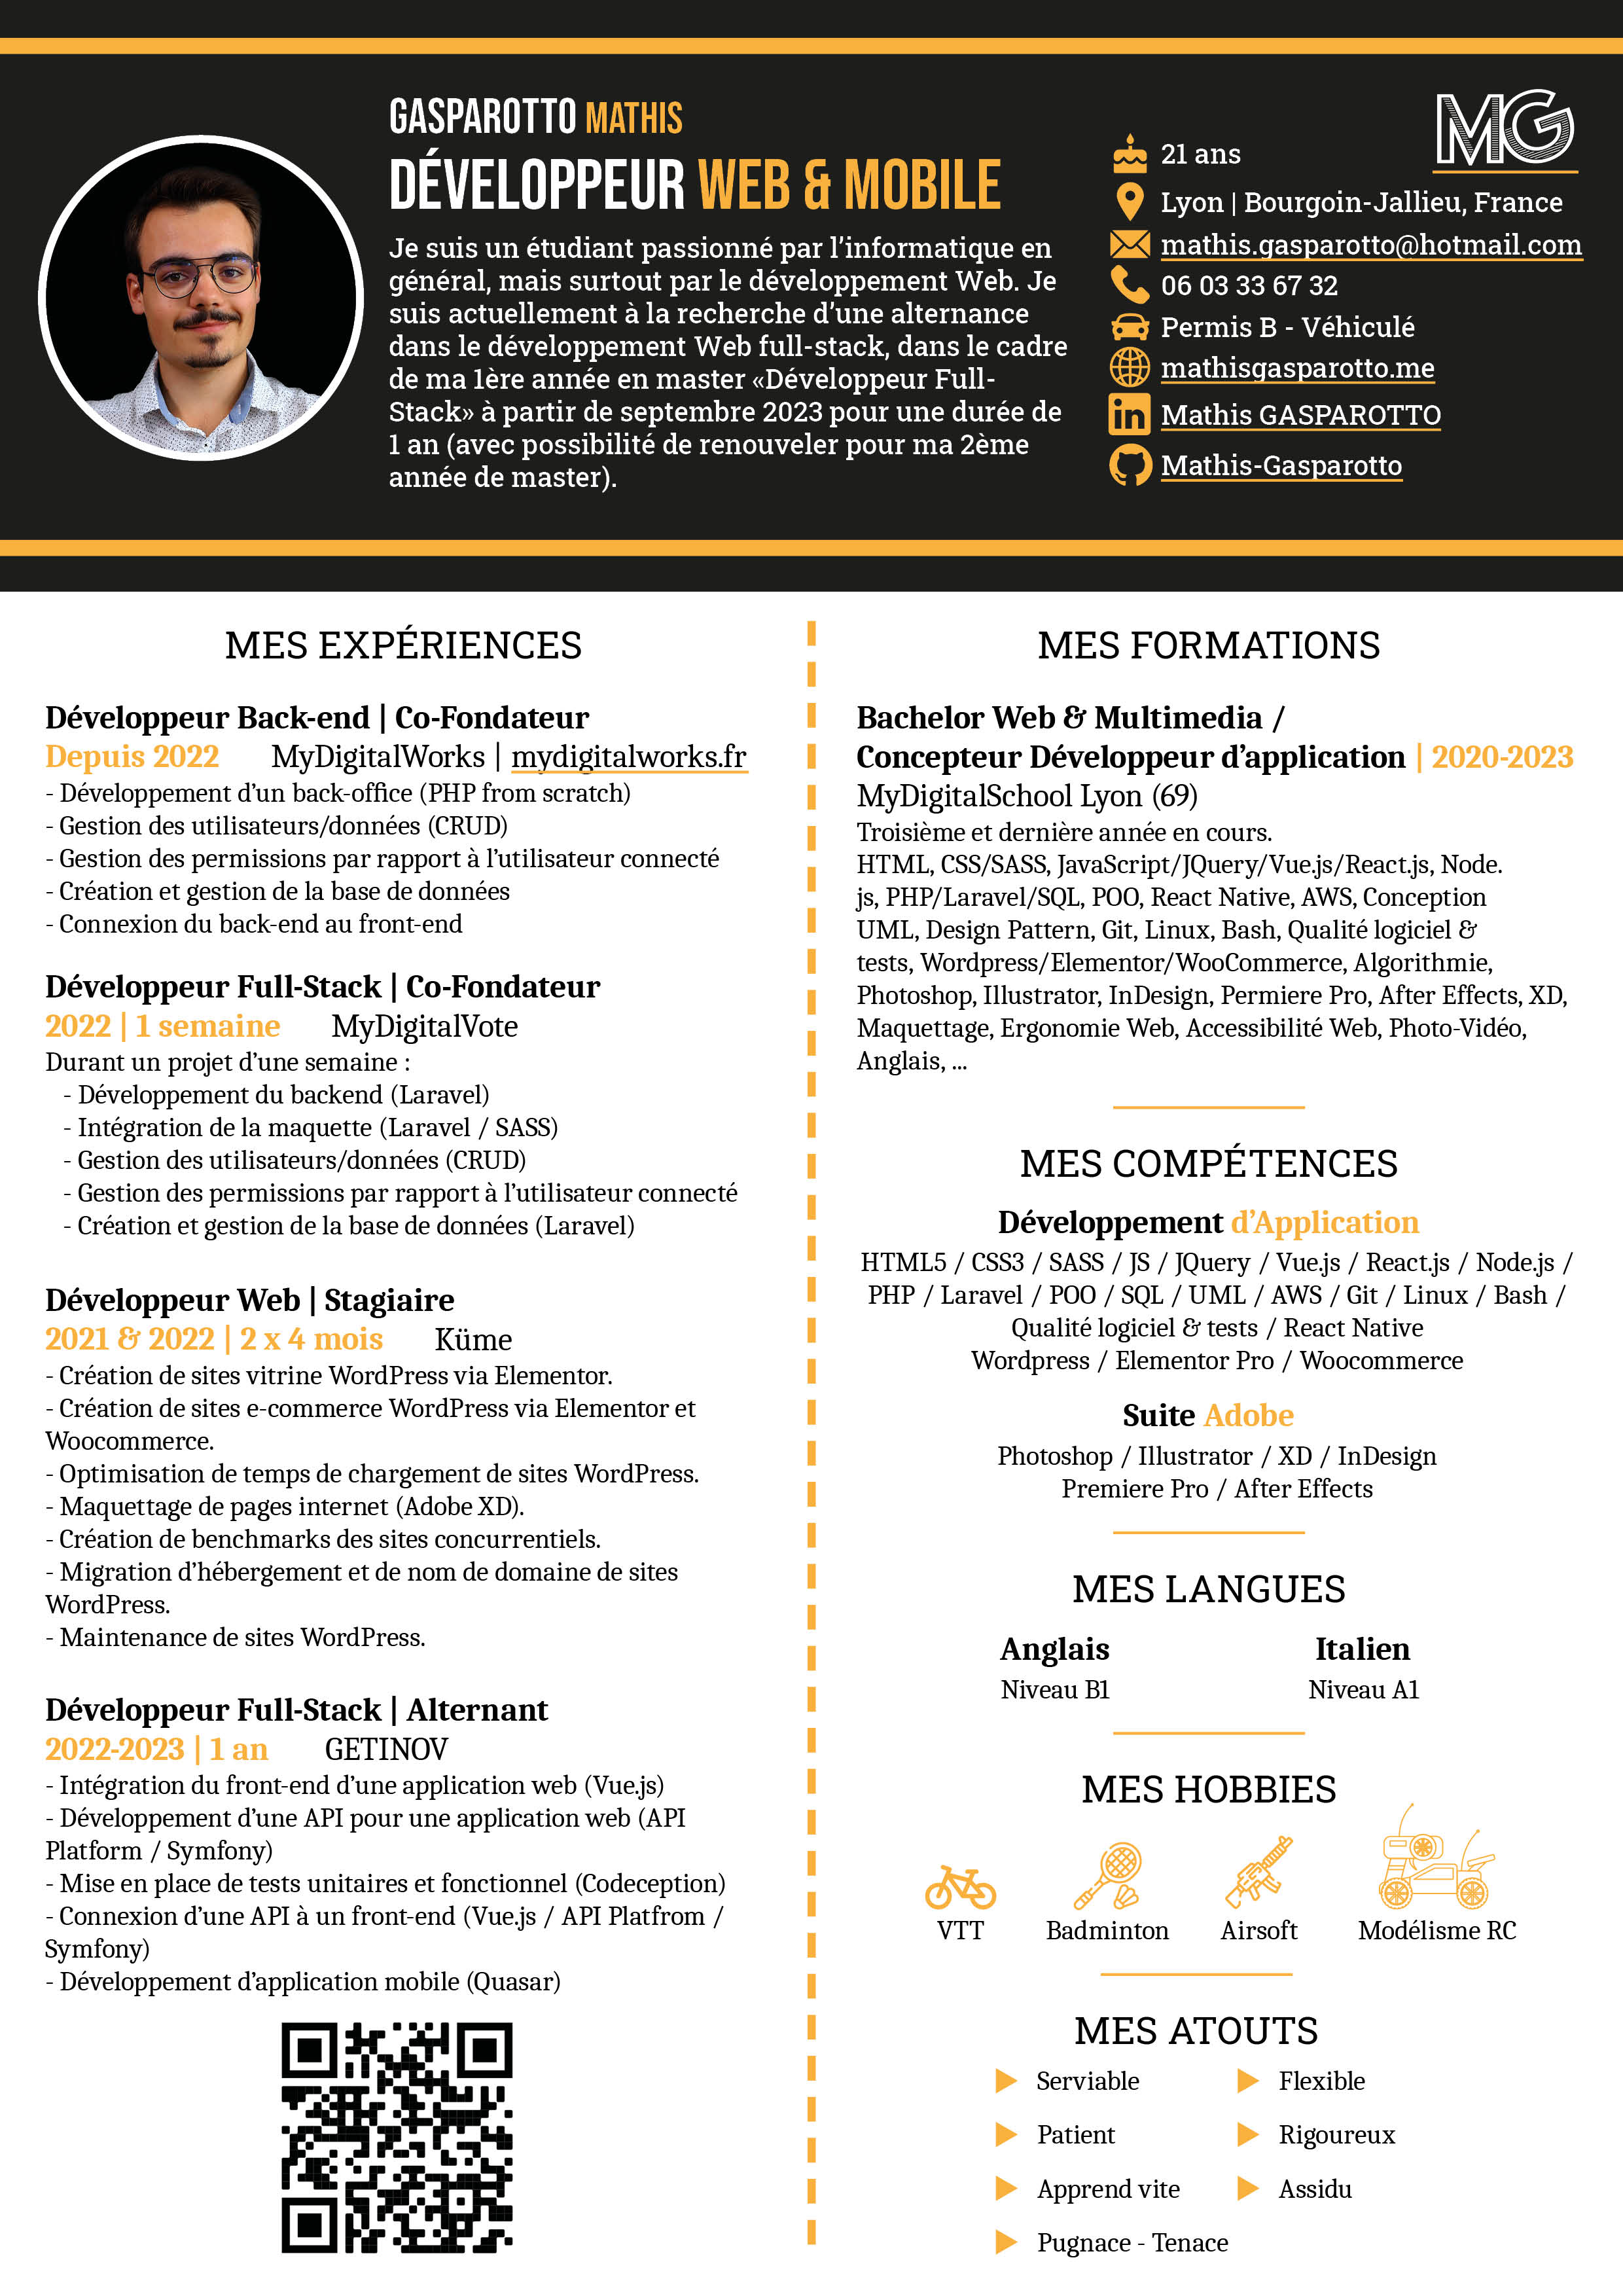 GASPAROTTO MATHIS
DÉVELOPPEUR WEB & MOBILE
Je suis un étudiant passionné par l'informatique en
général, mais surtout par le développement Web. Je
suis actuellement à la recherche d'une alternance
dans le développement Web full-stack, dans le cadre
de ma 1ère année en master «Développeur Full-
Stack» à partir de septembre 2023 pour une durée de
1 an (avec possibilité de renouveler pour ma 2ème
année de master).
MG
21 ans
Lyon | Bourgoin-Jallieu, France
mathis.gasparotto@hotmail.com
06 03 33 67 32
Permis B - Véhiculé
mathisgasparotto.me
in Mathis GASPAROTTO
Mathis-Gasparotto
MES EXPÉRIENCES
Développeur Back-end | Co-Fondateur
Depuis 2022 MyDigitalWorks | mydigitalworks.fr
- Développement d'un back-office (PHP from scratch)
- Gestion des utilisateurs/données (CRUD)
- Gestion des permissions par rapport à l'utilisateur connecté
- Création et gestion de la base de données
- Connexion du back-end au front-end
Développeur Full-Stack | Co-Fondateur
2022 | 1 semaine MyDigitalVote
Durant un projet d'une semaine :
- Développement du backend (Laravel)
- Intégration de la maquette (Laravel / SASS)
- Gestion des utilisateurs/données (CRUD)
- Gestion des permissions par rapport à l'utilisateur connecté
- Création et gestion de la base de données (Laravel)
Développeur Web | Stagiaire
2021 & 2022 | 2 x 4 mois Küme
- Création de sites vitrine WordPress via Elementor.
- Création de sites e-commerce WordPress via Elementor et
Woocommerce.
- Optimisation de temps de chargement de sites WordPress.
- Maquettage de pages internet (Adobe XD).
- Création de benchmarks des sites concurrentiels.
- Migration d'hébergement et de nom de domaine de sites
WordPress.
- Maintenance de sites WordPress.
Développeur Full-Stack | Alternant
2022-2023 | 1 an GETINOV
- Intégration du front-end d'une application web (Vue.js)
- Développement d'une API pour une application web (API
Platform / Symfony)
- Mise en place de tests unitaires et fonctionnel (Codeception)
- Connexion d'une API à un front-end (Vue.js / API Platfrom /
Symfony)
- Développement d'application mobile (Quasar)
MES FORMATIONS
Bachelor Web & Multimedia /
Concepteur Développeur d'application | 2020-2023
MyDigitalSchool Lyon (69)
Troisième et dernière année en cours.
HTML, CSS/SASS, JavaScript/JQuery/Vue.js/React.js, Node.
js, PHP/Laravel/SQL, POO, React Native, AWS, Conception
UML, Design Pattern, Git, Linux, Bash, Qualité logiciel &
tests, Wordpress/Elementor/WooCommerce, Algorithmie,
Photoshop, Illustrator, InDesign, Permiere Pro, After Effects, XD,
Maquettage, Ergonomie Web, Accessibilité Web, Photo-Vidéo,
Anglais, ...
MES COMPÉTENCES
Développement d'Application
HTML5 / CSS3 / SASS / JS / JQuery / Vue.js / React.js / Node.js /
PHP / Laravel / POO / SQL / UML / AWS / Git / Linux / Bash /
Qualité logiciel & tests / React Native
Wordpress / Elementor Pro / Woocommerce
Suite Adobe
Photoshop / Illustrator / XD / InDesign
Premiere Pro / After Effects
MES LANGUES
Anglais Italien
Niveau B1 Niveau A1
MES HOBBIES
VTT Badminton Airsoft Modélisme RC
MES ATOUTS
Serviable Flexible
Patient Rigoureux
Apprend vite Assidu
Pugnace - Tenace